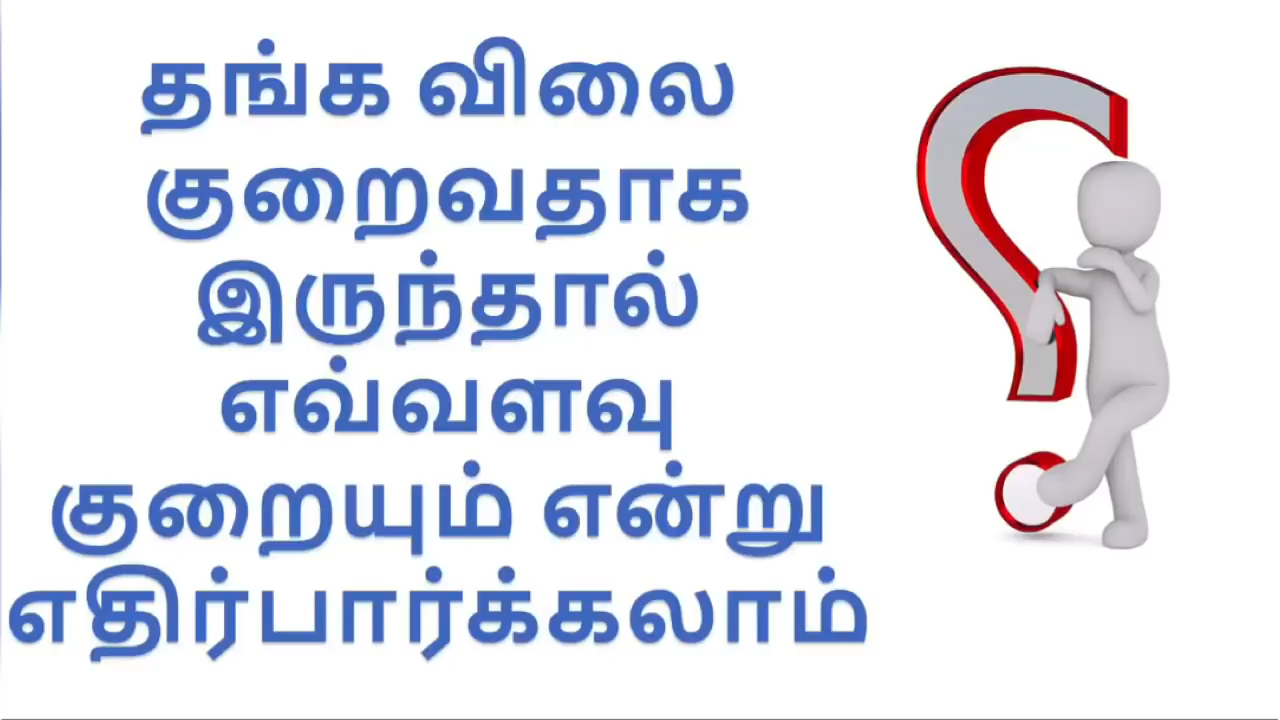 தங்க விலை
குறைவதாக
இருந்தால்
எவ்வளவு
குறையும் என்று
எதிர்பார்க்கலாம்